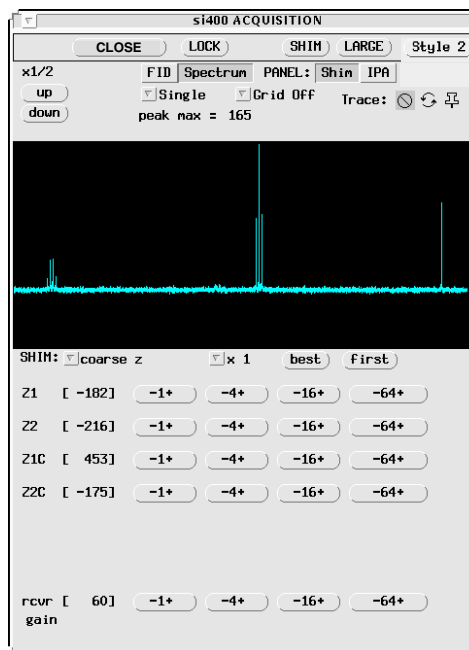 si400 ACQUISITION
CLOSE LOCK SHIM LARGE Style 2
x1/2 FID Spectrum PANEL: Shim IPA
up Single Grid Off Trace:
down peak max = 165
SHIM: coarse z x 1 best first
Z1 [ -182] -1+ -4+ -16+ -64+
Z2 [ -216] -1+ -4+ -16+ -64+
Z1C [ 453] -1+ -4+ -16+ -64+
Z2C [ -175] -1+ -4+ -16+ -64+
rcvr [ 60] -1+ -4+ -16+ -64+
gain